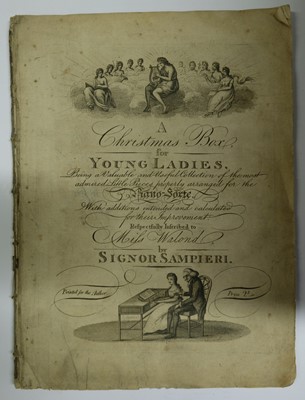 A
Christmas Box
for
YOUNG LADIES,
Being a Valuable and Useful Collection of the most
admired Little Pieces properly arranged for the
Piano Forte
With additions intended and calculated
for their Improvement
Respectfully Inscribed to
Miss Walond
by
SIGNOR SAMPIERI.
Printed for the Author
Price